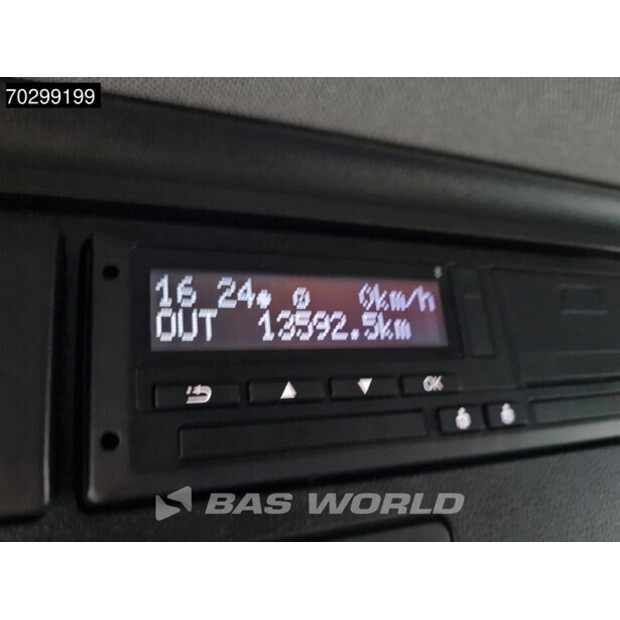 70299199
16 24 0km/h
OUT 13592.5km
OK
BAS WORLD